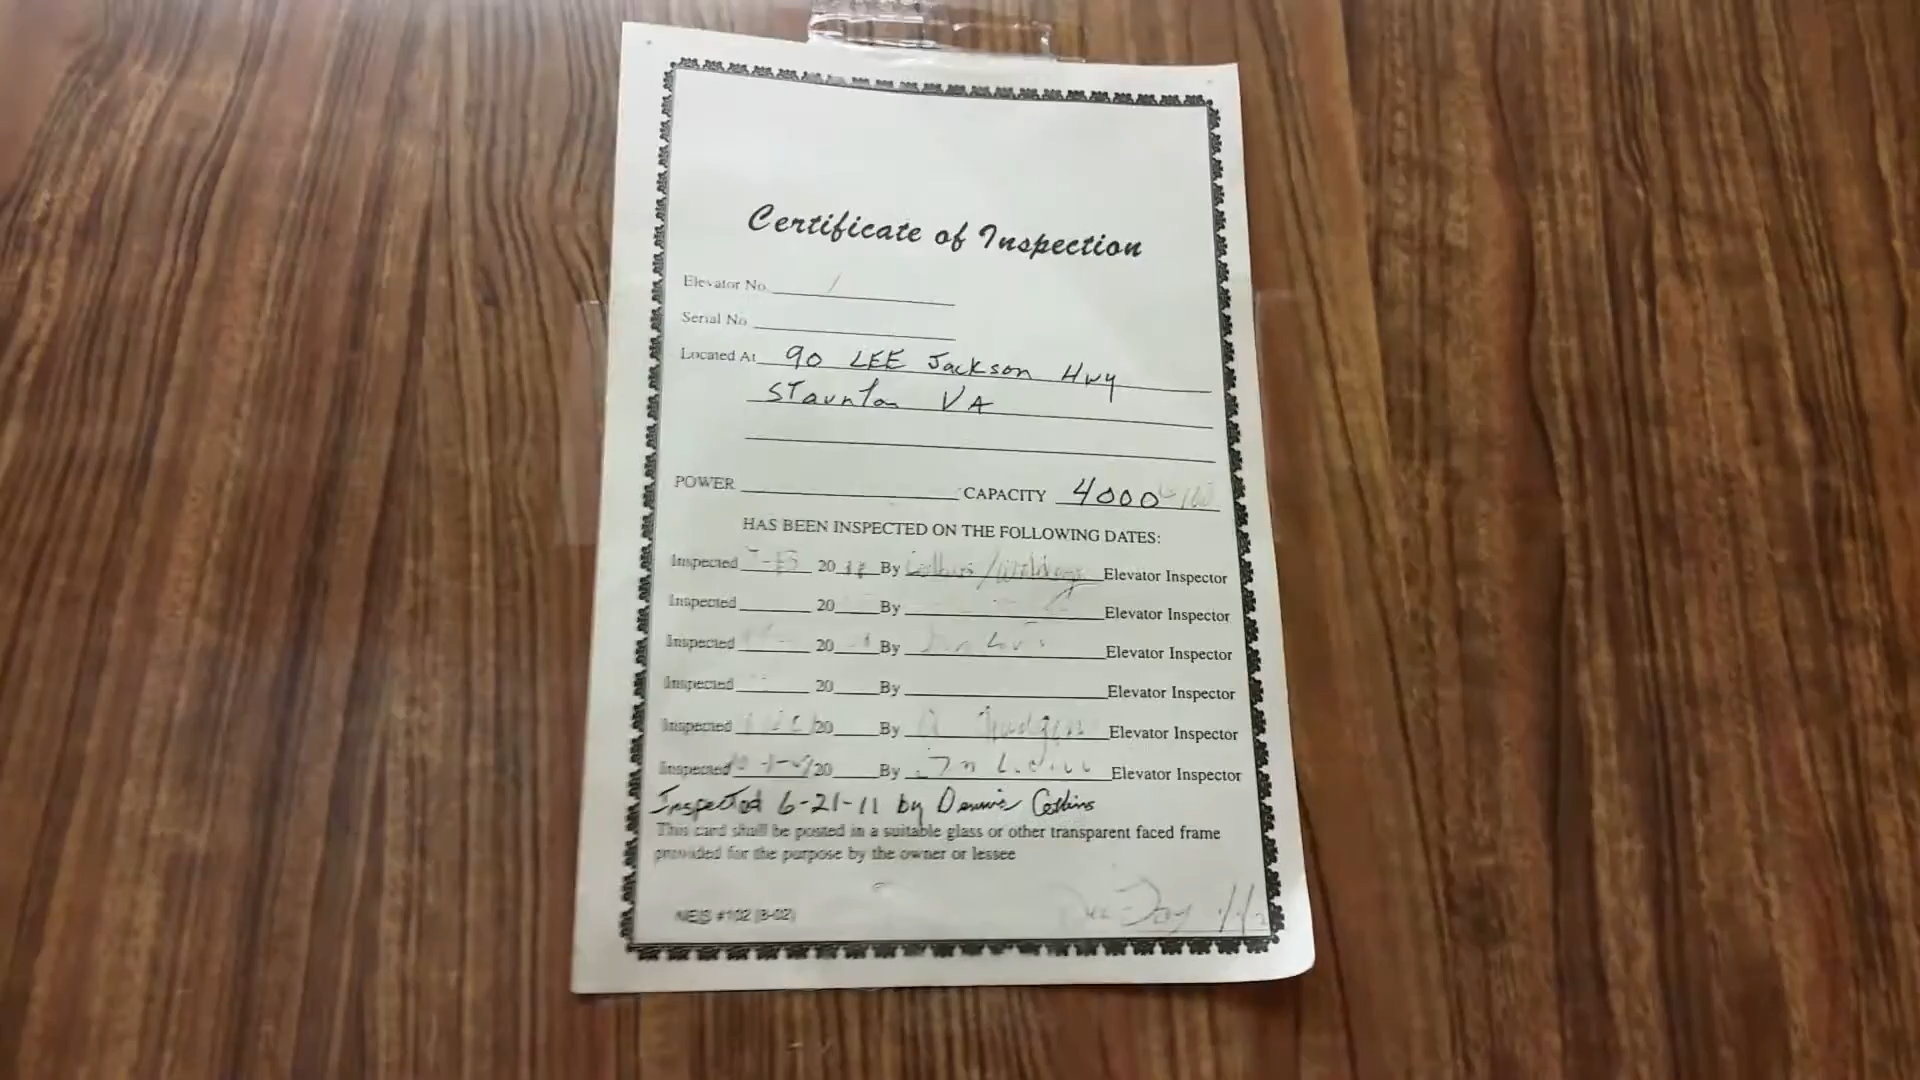 Certificate of Inspection
Elevator No. 1
Serial No.
Located At 90 LEE Jackson Hwy
Staunton VA
POWER CAPACITY 4000
HAS BEEN INSPECTED ON THE FOLLOWING DATES:
Inspected 20 By Elevator Inspector
Inspected 20 By Elevator Inspector
Inspected 20 By Elevator Inspector
Inspected 20 By Elevator Inspector
Inspected 20 By Hudgen Elevator Inspector
Inspected 20 By Elevator Inspector
Inspected 6-21-11 by Dennis Collins
This card shall be posted in a suitable glass or other transparent faced frame
provided for the purpose by the owner or lessee
NEIS #102 (8-02)